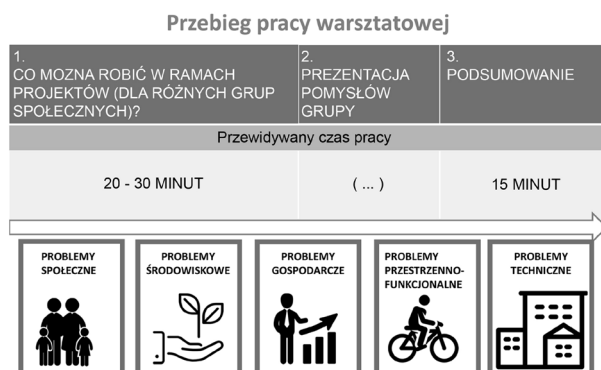 Przebieg pracy warsztatowej
1.
CO MOZNA ROBIĆ W RAMACH
PROJEKTÓW (DLA RÓŻNYCH GRUP
SPOŁECZNYCH)?
2.
PREZENTACJA
POMYSŁÓW
GRUPY
3.
PODSUMOWANIE
Przewidywany czas pracy
20 - 30 MINUT
( ... )
15 MINUT
PROBLEMY
SPOŁECZNE
PROBLEMY
ŚRODOWISKOWE
PROBLEMY
GOSPODARCZE
PROBLEMY
PRZESTRZENNO-
FUNKCJONALNE
PROBLEMY
TECHNICZNE